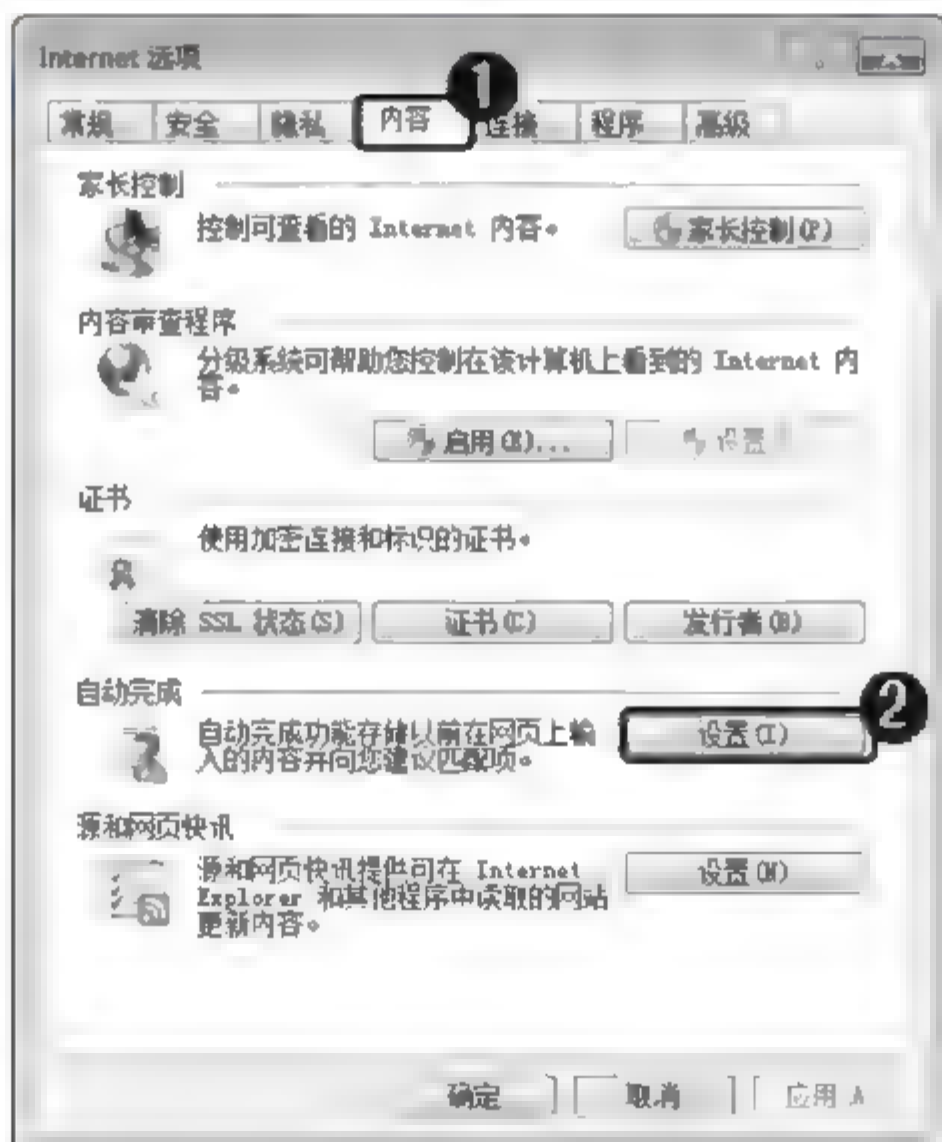 Internet 选项
1
常规 安全 隐私 内容 连接 程序 高级
家长控制
控制可查看的 Internet 内容。 家长控制(P)
内容审查程序
分级系统可帮助您控制在该计算机上看到的 Internet 内
容。
启用(E)... 设置
证书
使用加密连接和标识的证书。
清除 SSL 状态(S) 证书(C) 发行者(B)
自动完成
2
自动完成功能存储以前在网页上输
入的内容并向您建议匹配项。
设置(I)
源和网页快讯
源和网页快讯提供可在 Internet
Explorer 和其他程序中读取的网站
更新内容。
设置(N)
确定 取消 应用 A